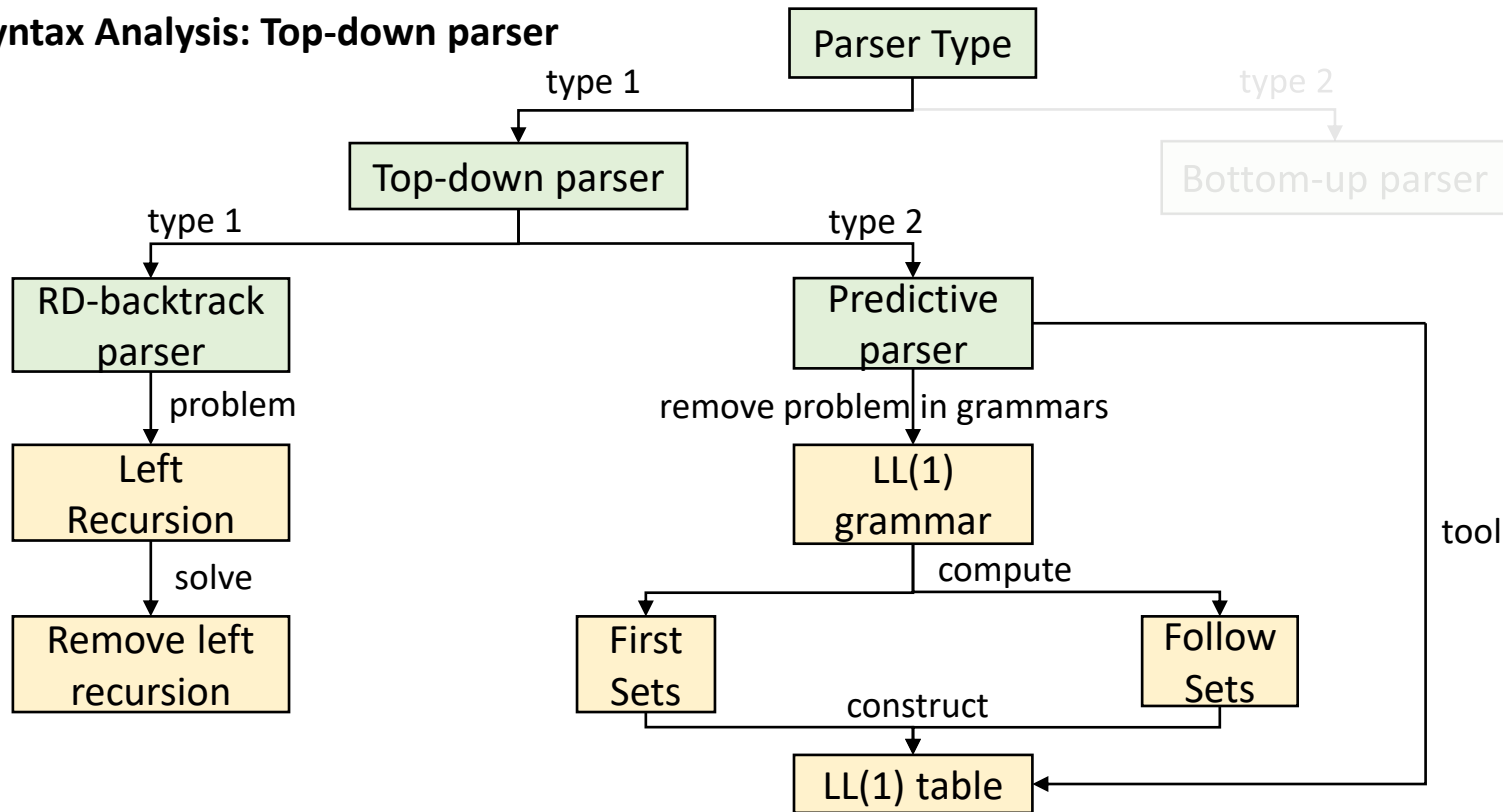 yntax Analysis: Top-down parser
Parser Type
type 1
type 2
Top-down parser
Bottom-up parser
type 1
type 2
RD-backtrack
parser
Predictive
parser
problem
remove problem in grammars
Left
Recursion
LL(1)
grammar
tool
solve
compute
Remove left
recursion
First
Sets
Follow
Sets
construct
LL(1) table